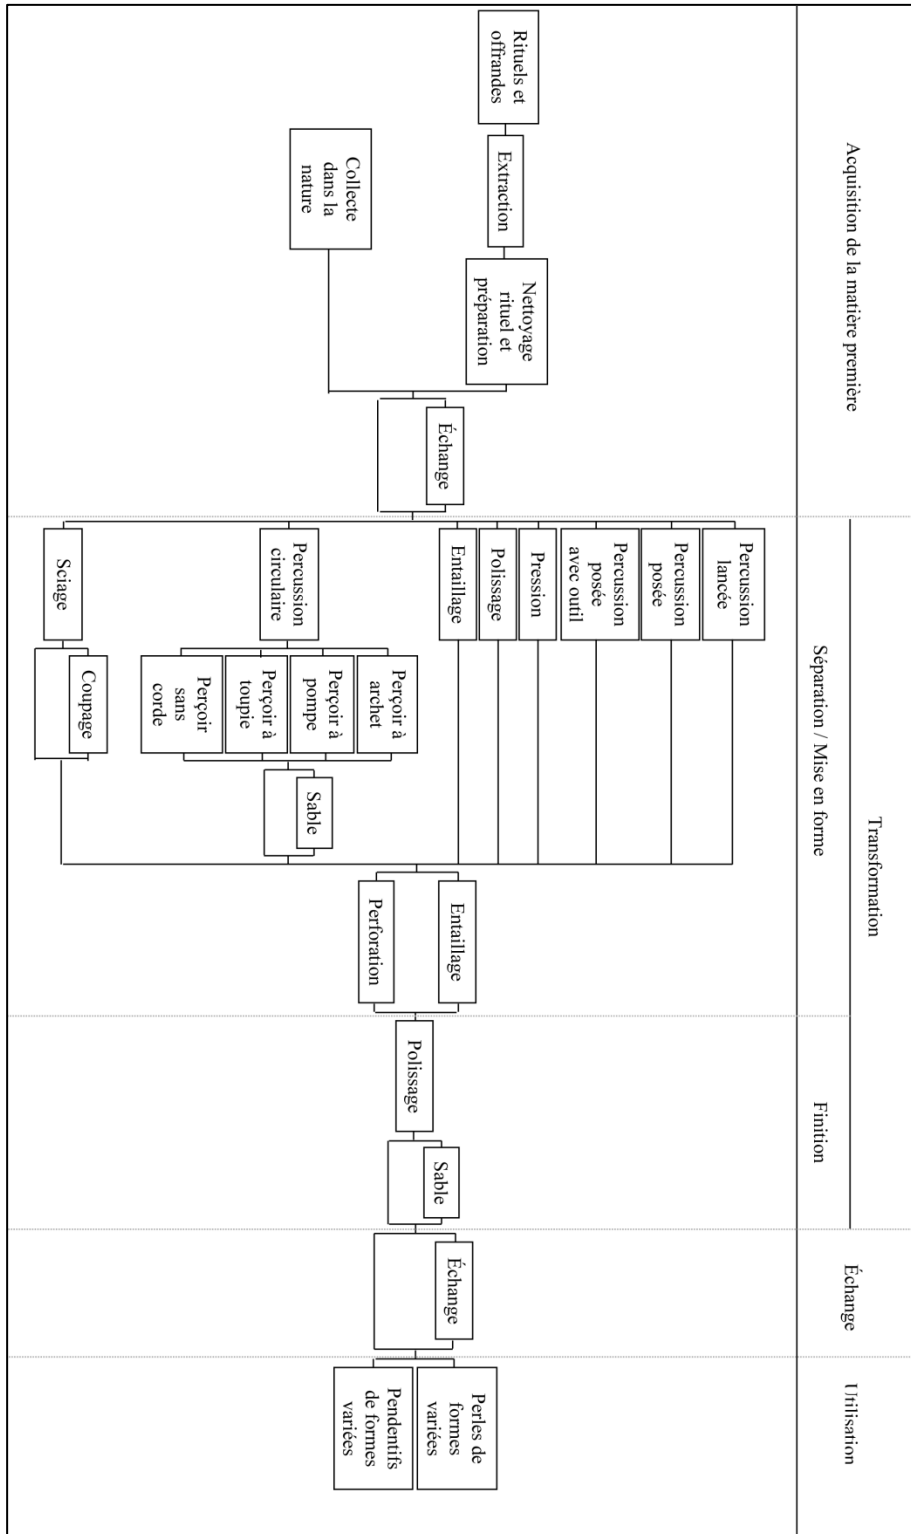 Transformation
Acquisition de la matière première
Séparation / Mise en forme
Finition
Échange
Utilisation
Rituels et
offrandes
Extraction
Nettoyage
rituel et
préparation
Collecte
dans la
nature
Échange
Percussion
lancée
Percussion
posée
Percussion
posée
avec outil
Pression
Polissage
Entaillage
Percussion
circulaire
Perçoir à
archet
Perçoir à
pompe
Perçoir à
toupie
Perçoir
sans
corde
Sable
Sciage
Coupage
Entaillage
Perforation
Polissage
Sable
Échange
Perles de
formes
variées
Pendentifs
de formes
variées